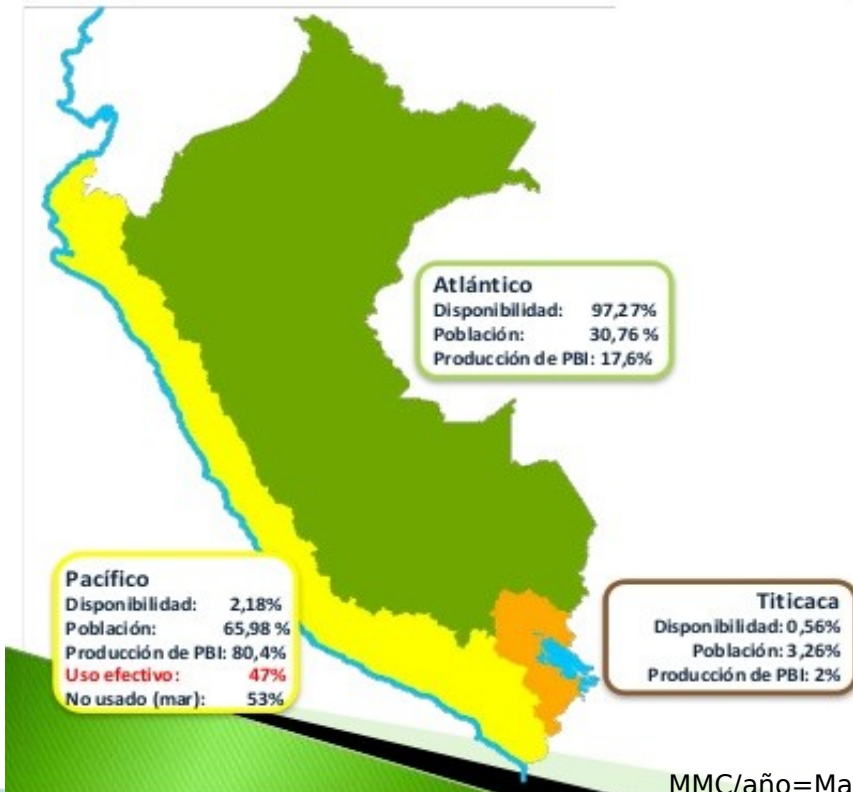 Atlántico
Disponibilidad: 97,27%
Población: 30,76 %
Producción de PBI: 17,6%
Pacífico
Disponibilidad: 2,18%
Población: 65,98 %
Producción de PBI: 80,4%
Uso efectivo: 47%
No usado (mar): 53%
Titicaca
Disponibilidad: 0,56%
Población: 3,26%
Producción de PBI: 2%
MMC/año=Ma